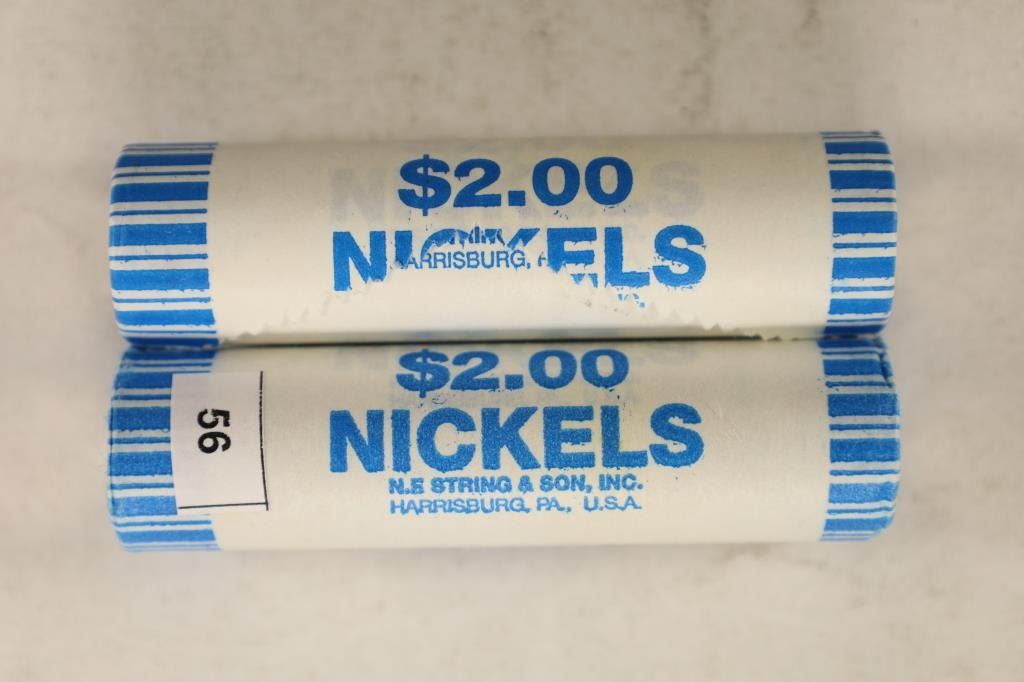 $2.00
NICKELS
HARRISBURG,
$2.00
NICKELS
N.F. STRING & SON, INC.
HARRISBURG, PA., U.S.A.
56